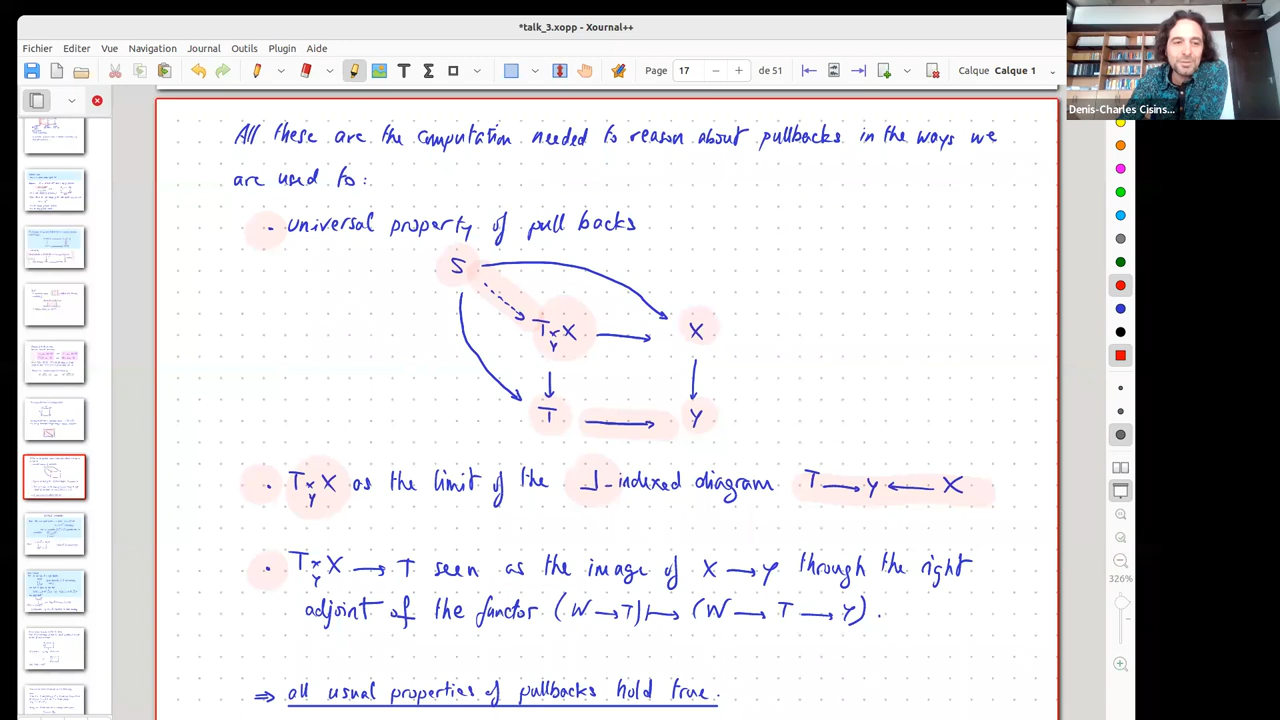 *talk_3.xopp - Xournal++
Fichier Editer Vue Navigation Journal Outils Plugin Aide
Page 17 de 51 Calque Calque 1
Denis-Charles Cisins...
All these are the computation needed to reason about pullbacks in the ways we
are used to:
• universal property of pull backs
S
T ×_Y X X
T Y
• T ×_Y X as the limit of the ⅃-indexed diagram T → Y ← X
• T ×_Y X → T seen as the image of X → Y through the right
adjoint of the functor (W → T) ↦ (W → T → Y).
⇒ all usual properties of pullbacks hold true.
326%